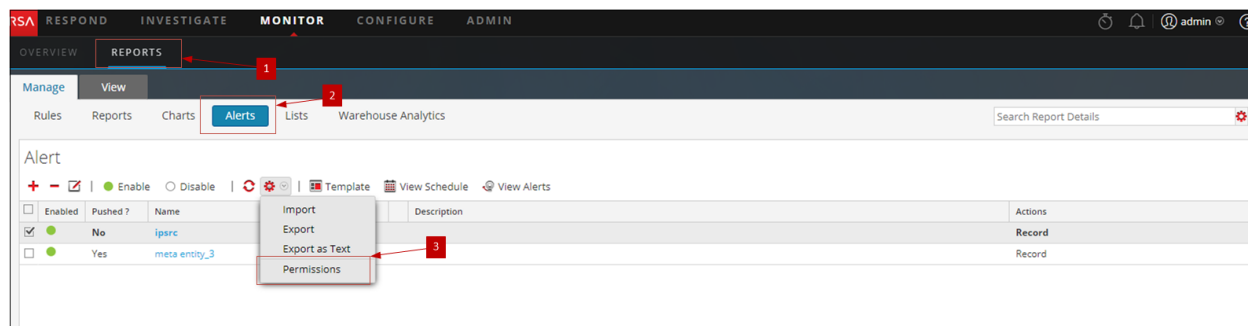 RSA RESPOND INVESTIGATE MONITOR CONFIGURE ADMIN admin
OVERVIEW REPORTS
1
Manage View
2
Rules Reports Charts Alerts Lists Warehouse Analytics Search Report Details
Alert
Enable Disable Template View Schedule View Alerts
Enabled Pushed ? Name Description Actions
Import
No ipsrc Record
Export
Export as Text
3
Yes meta entity_3 Record
Permissions